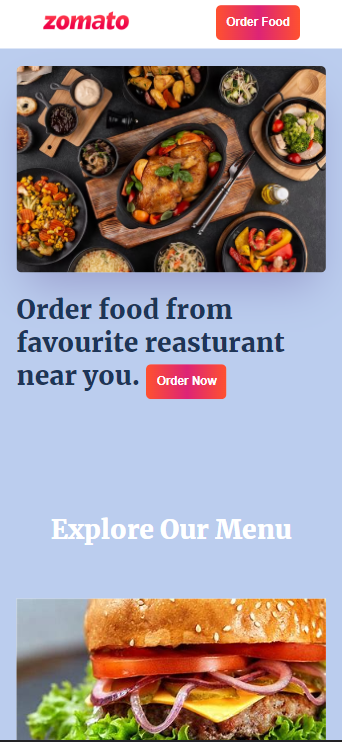 zomato
Order Food
Order food from
favourite reasturant
near you. Order Now
Explore Our Menu